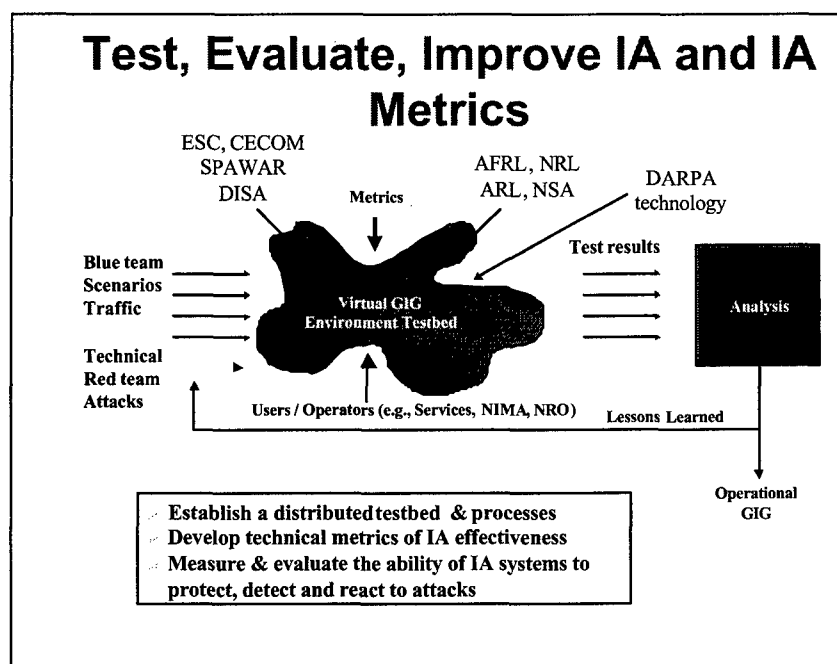 Test, Evaluate, Improve IA and IA
Metrics
ESC, CECOM
SPAWAR
DISA
Metrics
AFRL, NRL
ARL, NSA
DARPA
technology
Blue team
Scenarios
Traffic
Virtual GIG
Environment Testbed
Test results
Analysis
Technical
Red team
Attacks
Users / Operators (e.g., Services, NIMA, NRO)
Lessons Learned
Operational
GIG
Establish a distributed testbed & processes
Develop technical metrics of IA effectiveness
Measure & evaluate the ability of IA systems to
protect, detect and react to attacks